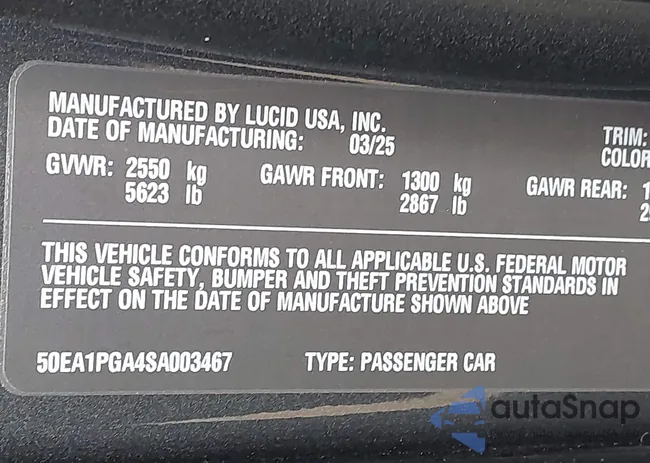 MANUFACTURED BY LUCID USA, INC.
DATE OF MANUFACTURING: 03/25
TRIM:
COLOR
GVWR: 2550 kg GAWR FRONT: 1300 kg GAWR REAR: 1
5623 lb 2867 lb
THIS VEHICLE CONFORMS TO ALL APPLICABLE U.S. FEDERAL MOTOR
VEHICLE SAFETY, BUMPER AND THEFT PREVENTION STANDARDS IN
EFFECT ON THE DATE OF MANUFACTURE SHOWN ABOVE
50EA1PGA4SA003467 TYPE: PASSENGER CAR
autaSnap